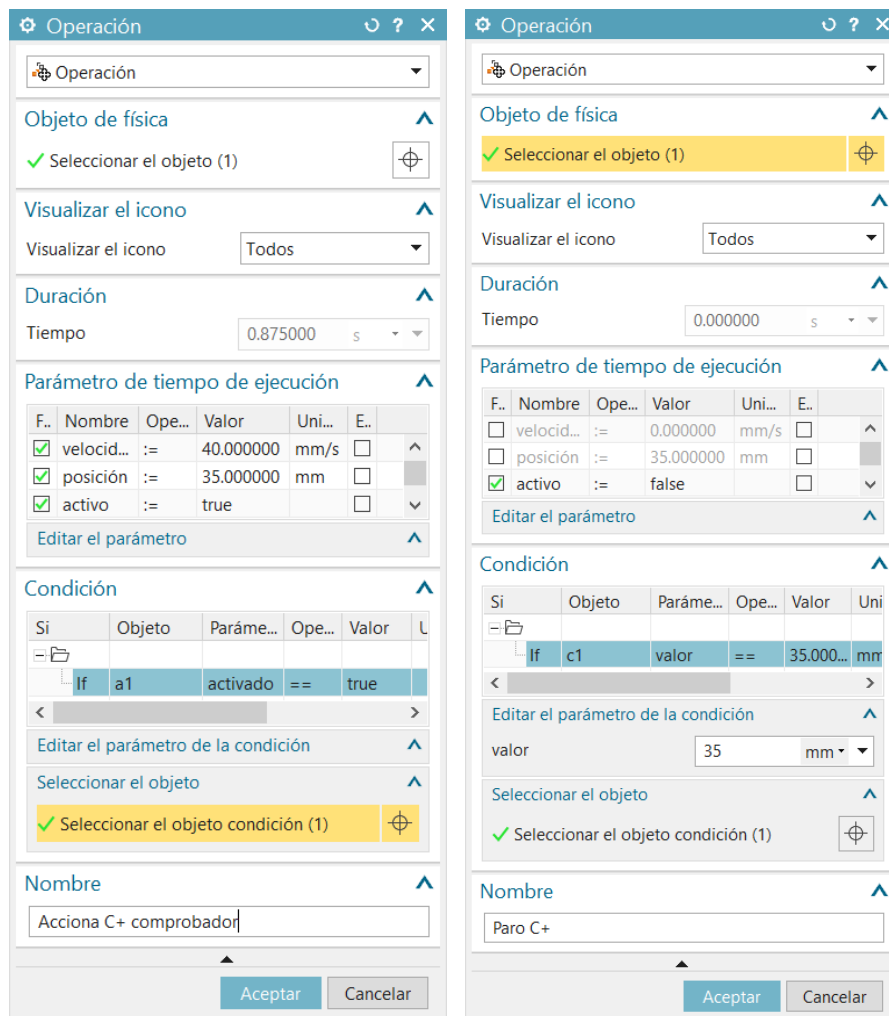 Operación
Operación
Objeto de física
Seleccionar el objeto (1)
Visualizar el icono
Visualizar el icono Todos
Duración
Tiempo 0.875000 s
Parámetro de tiempo de ejecución
F.. Nombre Ope... Valor Uni... E..
velocid... := 40.000000 mm/s
posición := 35.000000 mm
activo := true
Editar el parámetro
Condición
Si Objeto Paráme... Ope... Valor U
If a1 activado == true
Editar el parámetro de la condición
Seleccionar el objeto
Seleccionar el objeto condición (1)
Nombre
Acciona C+ comprobador
Aceptar Cancelar
Operación
Operación
Objeto de física
Seleccionar el objeto (1)
Visualizar el icono
Visualizar el icono Todos
Duración
Tiempo 0.000000 s
Parámetro de tiempo de ejecución
F.. Nombre Ope... Valor Uni... E..
velocid... := 0.000000 mm/s
posición := 35.000000 mm
activo := false
Editar el parámetro
Condición
Si Objeto Paráme... Ope... Valor Uni
If c1 valor == 35.000... mm
Editar el parámetro de la condición
valor 35 mm
Seleccionar el objeto
Seleccionar el objeto condición (1)
Nombre
Paro C+
Aceptar Cancelar